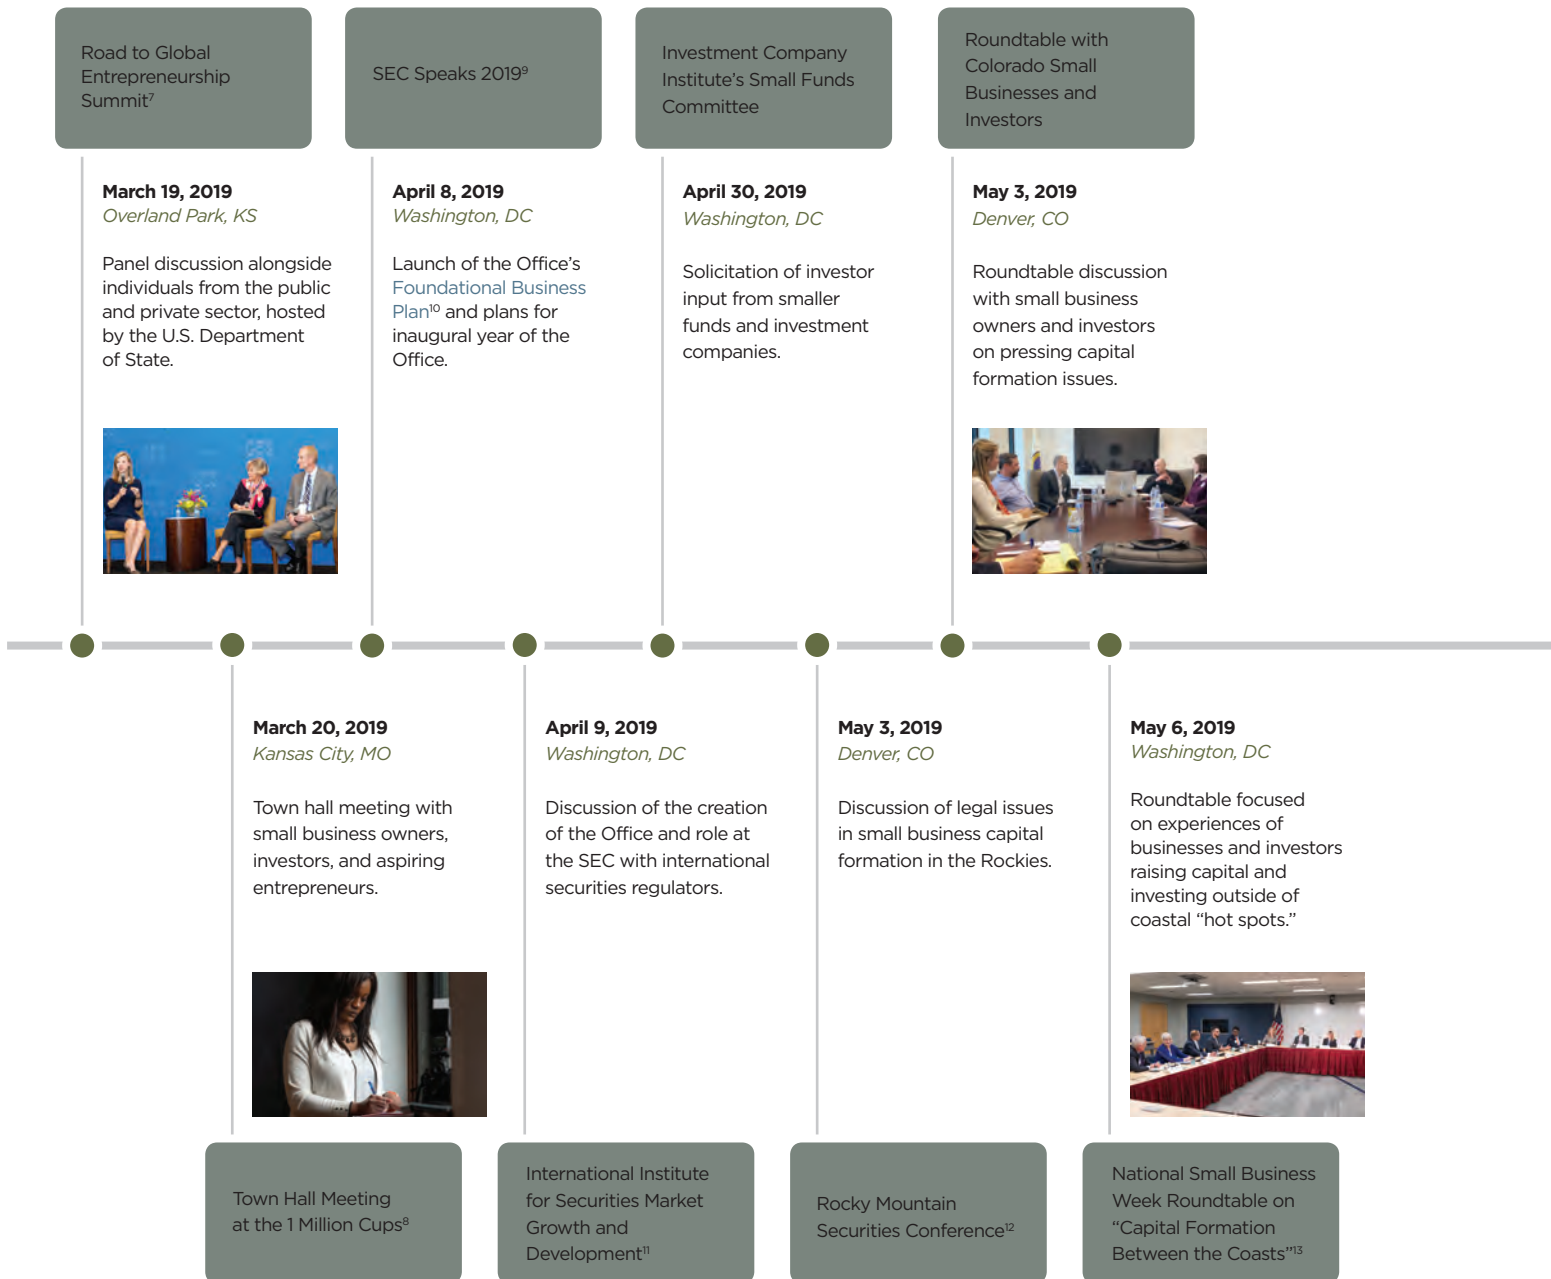 Road to Global
Entrepreneurship
Summit⁷
March 19, 2019
Overland Park, KS
Panel discussion alongside
individuals from the public
and private sector, hosted
by the U.S. Department
of State.
SEC Speaks 2019⁹
April 8, 2019
Washington, DC
Launch of the Office’s
Foundational Business
Plan¹⁰ and plans for
inaugural year of the
Office.
Investment Company
Institute’s Small Funds
Committee
April 30, 2019
Washington, DC
Solicitation of investor
input from smaller
funds and investment
companies.
Roundtable with
Colorado Small
Businesses and
Investors
May 3, 2019
Denver, CO
Roundtable discussion
with small business
owners and investors
on pressing capital
formation issues.
March 20, 2019
Kansas City, MO
Town hall meeting with
small business owners,
investors, and aspiring
entrepreneurs.
Town Hall Meeting
at the 1 Million Cups⁸
April 9, 2019
Washington, DC
Discussion of the creation
of the Office and role at
the SEC with international
securities regulators.
International Institute
for Securities Market
Growth and
Development¹¹
May 3, 2019
Denver, CO
Discussion of legal issues
in small business capital
formation in the Rockies.
Rocky Mountain
Securities Conference¹²
May 6, 2019
Washington, DC
Roundtable focused
on experiences of
businesses and investors
raising capital and
investing outside of
coastal “hot spots.”
National Small Business
Week Roundtable on
“Capital Formation
Between the Coasts”¹³